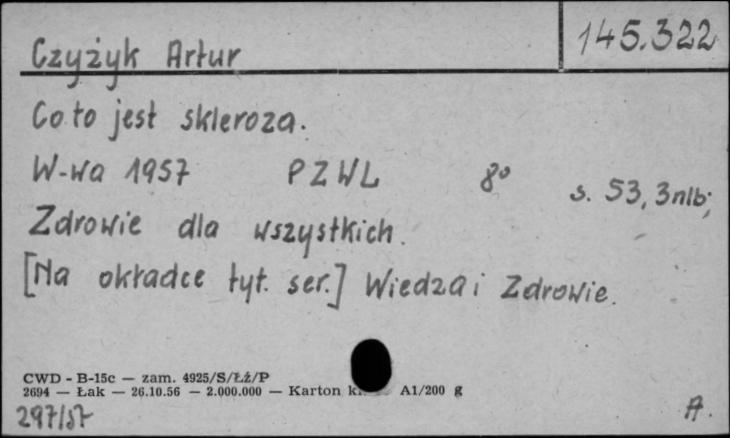 145.322
Czyżyk Artur
Co to jest skleroza.
W-wa 1957 PZWL 8° s. 53, 3nlb;
Zdrowie dla wszystkich.
[Na okładce tyt. ser.] Wiedza i Zdrowie.
CWD - B-15c — zam. 4925/S/Łż/P
2694 — Łak — 26.10.56 — 2.000.000 — Karton A1/200 g
297/57 A.